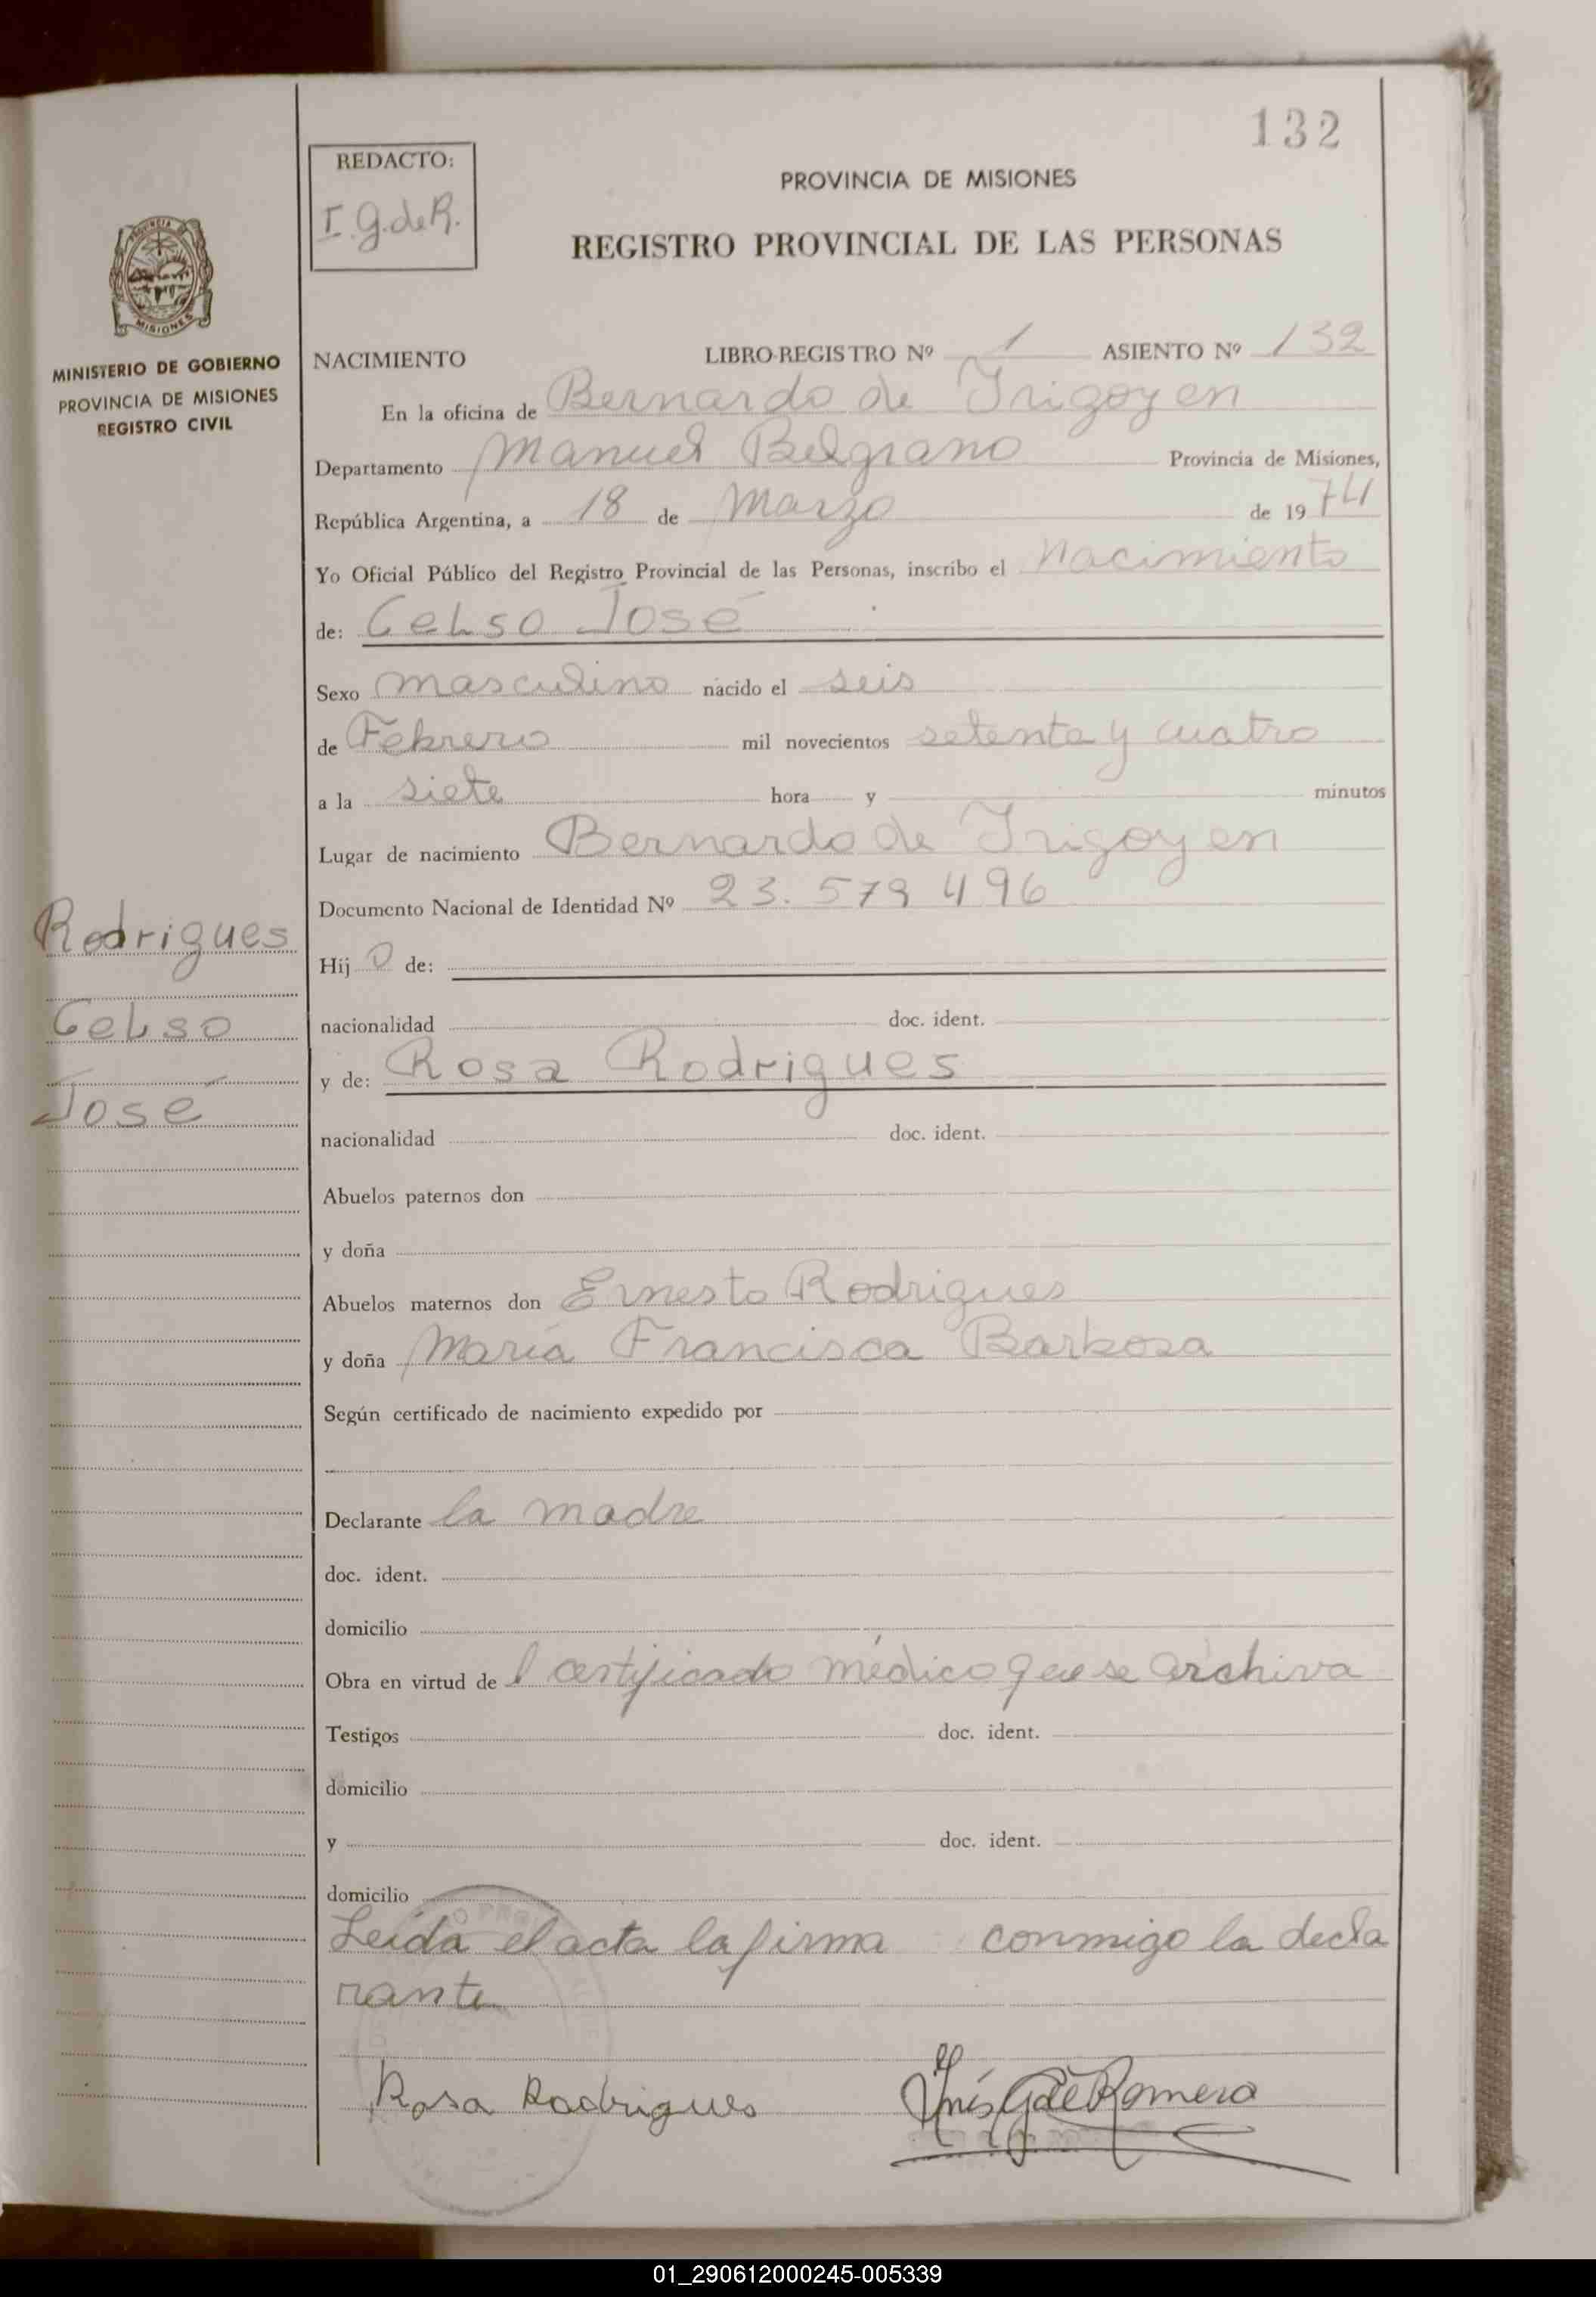 132
REDACTO:
I. G. de R.
PROVINCIA DE MISIONES
REGISTRO PROVINCIAL DE LAS PERSONAS
PROVINCIA DE
MISIONES
MINISTERIO DE GOBIERNO
PROVINCIA DE MISIONES
REGISTRO CIVIL
NACIMIENTO LIBRO-REGISTRO Nº 1 ASIENTO Nº 132
En la oficina de Bernardo de Irigoyen
Departamento Manuel Belgrano Provincia de Misiones,
República Argentina, a 18 de Marzo de 1974
Yo Oficial Público del Registro Provincial de las Personas, inscribo el nacimiento
de: Celso José
Sexo masculino nacido el seis
de Febrero mil novecientos setenta y cuatro
a la siete hora y minutos
Lugar de nacimiento Bernardo de Irigoyen
Documento Nacional de Identidad Nº 23.579 496
Hij o de:
nacionalidad doc. ident.
y de: Rosa Rodrigues
nacionalidad doc. ident.
Abuelos paternos don
y doña
Abuelos maternos don Ernesto Rodrigues
y doña María Francisca Barbosa
Según certificado de nacimiento expedido por
Declarante la madre
doc. ident.
domicilio
Obra en virtud de l certificado médico que se archiva
Testigos doc. ident.
domicilio
y doc. ident.
domicilio
Leída el acta la firma conmigo la decla
rante
Rosa Rodrigues Inés G de Romero
Rodrigues
Celso
José
01_290612000245-005339